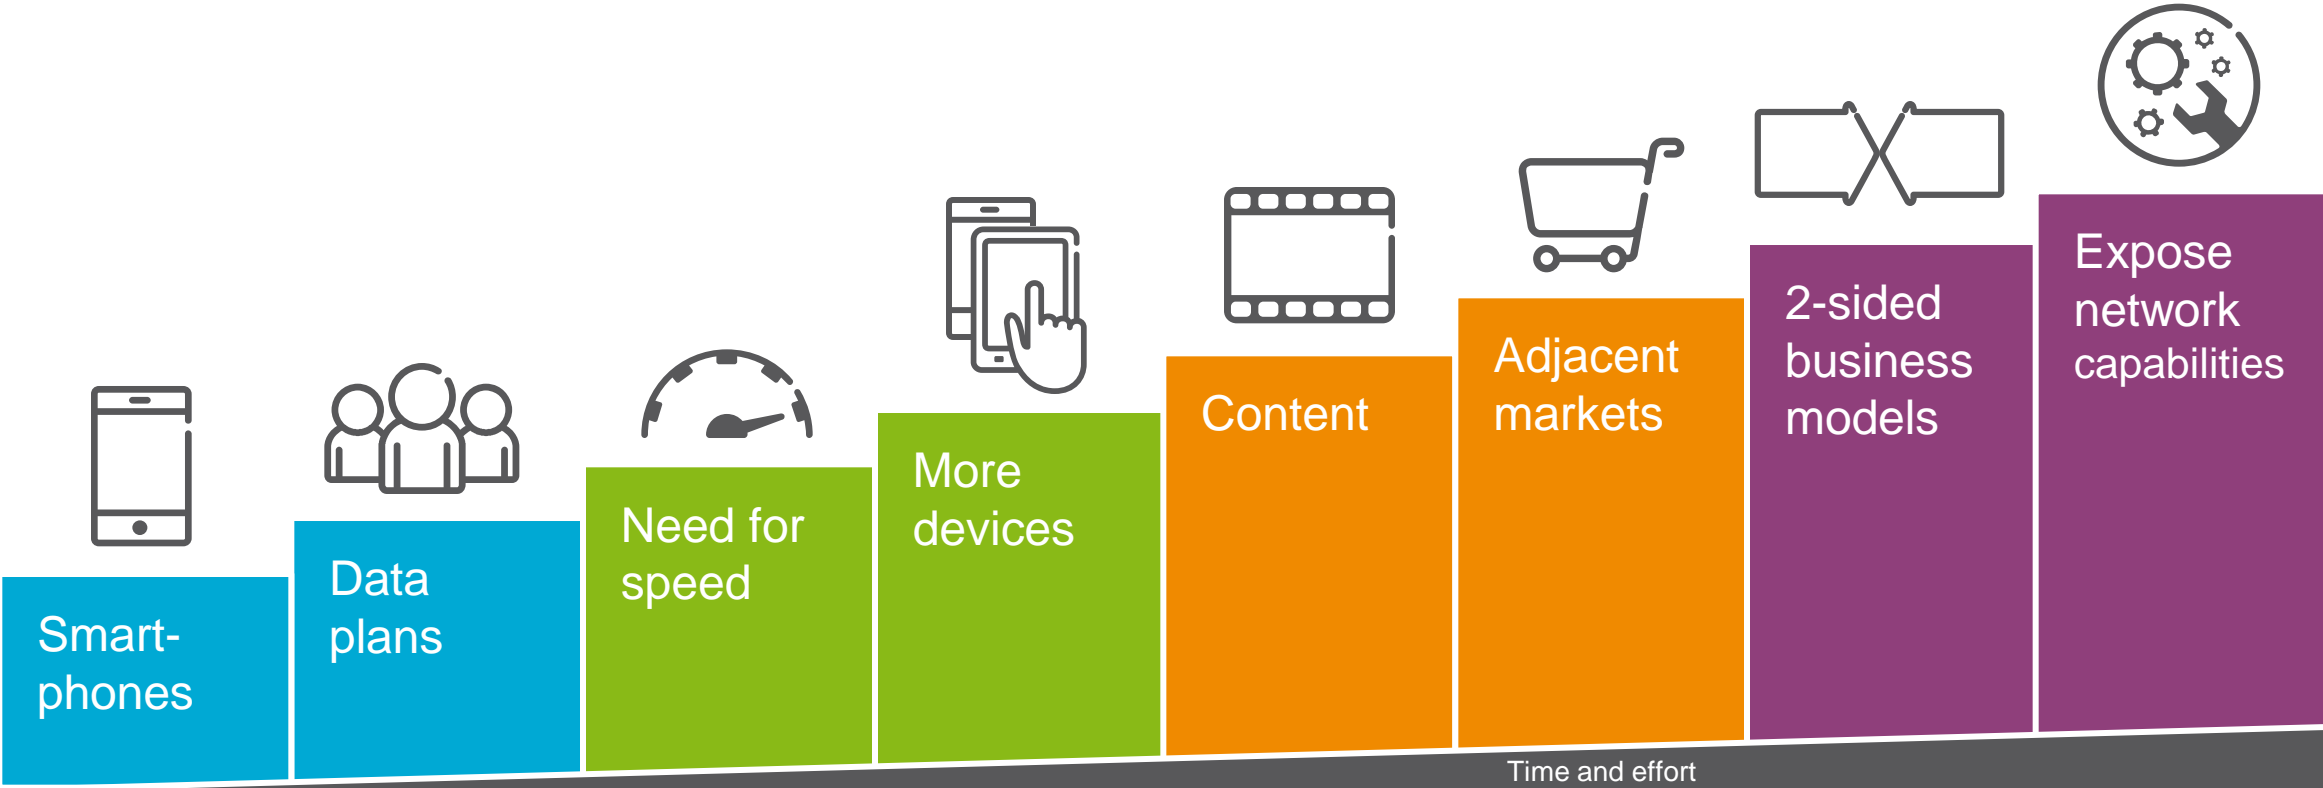 Smart-
phones
Data
plans
Need for
speed
More
devices
Content
Adjacent
markets
2-sided
business
models
Expose
network
capabilities
Time and effort